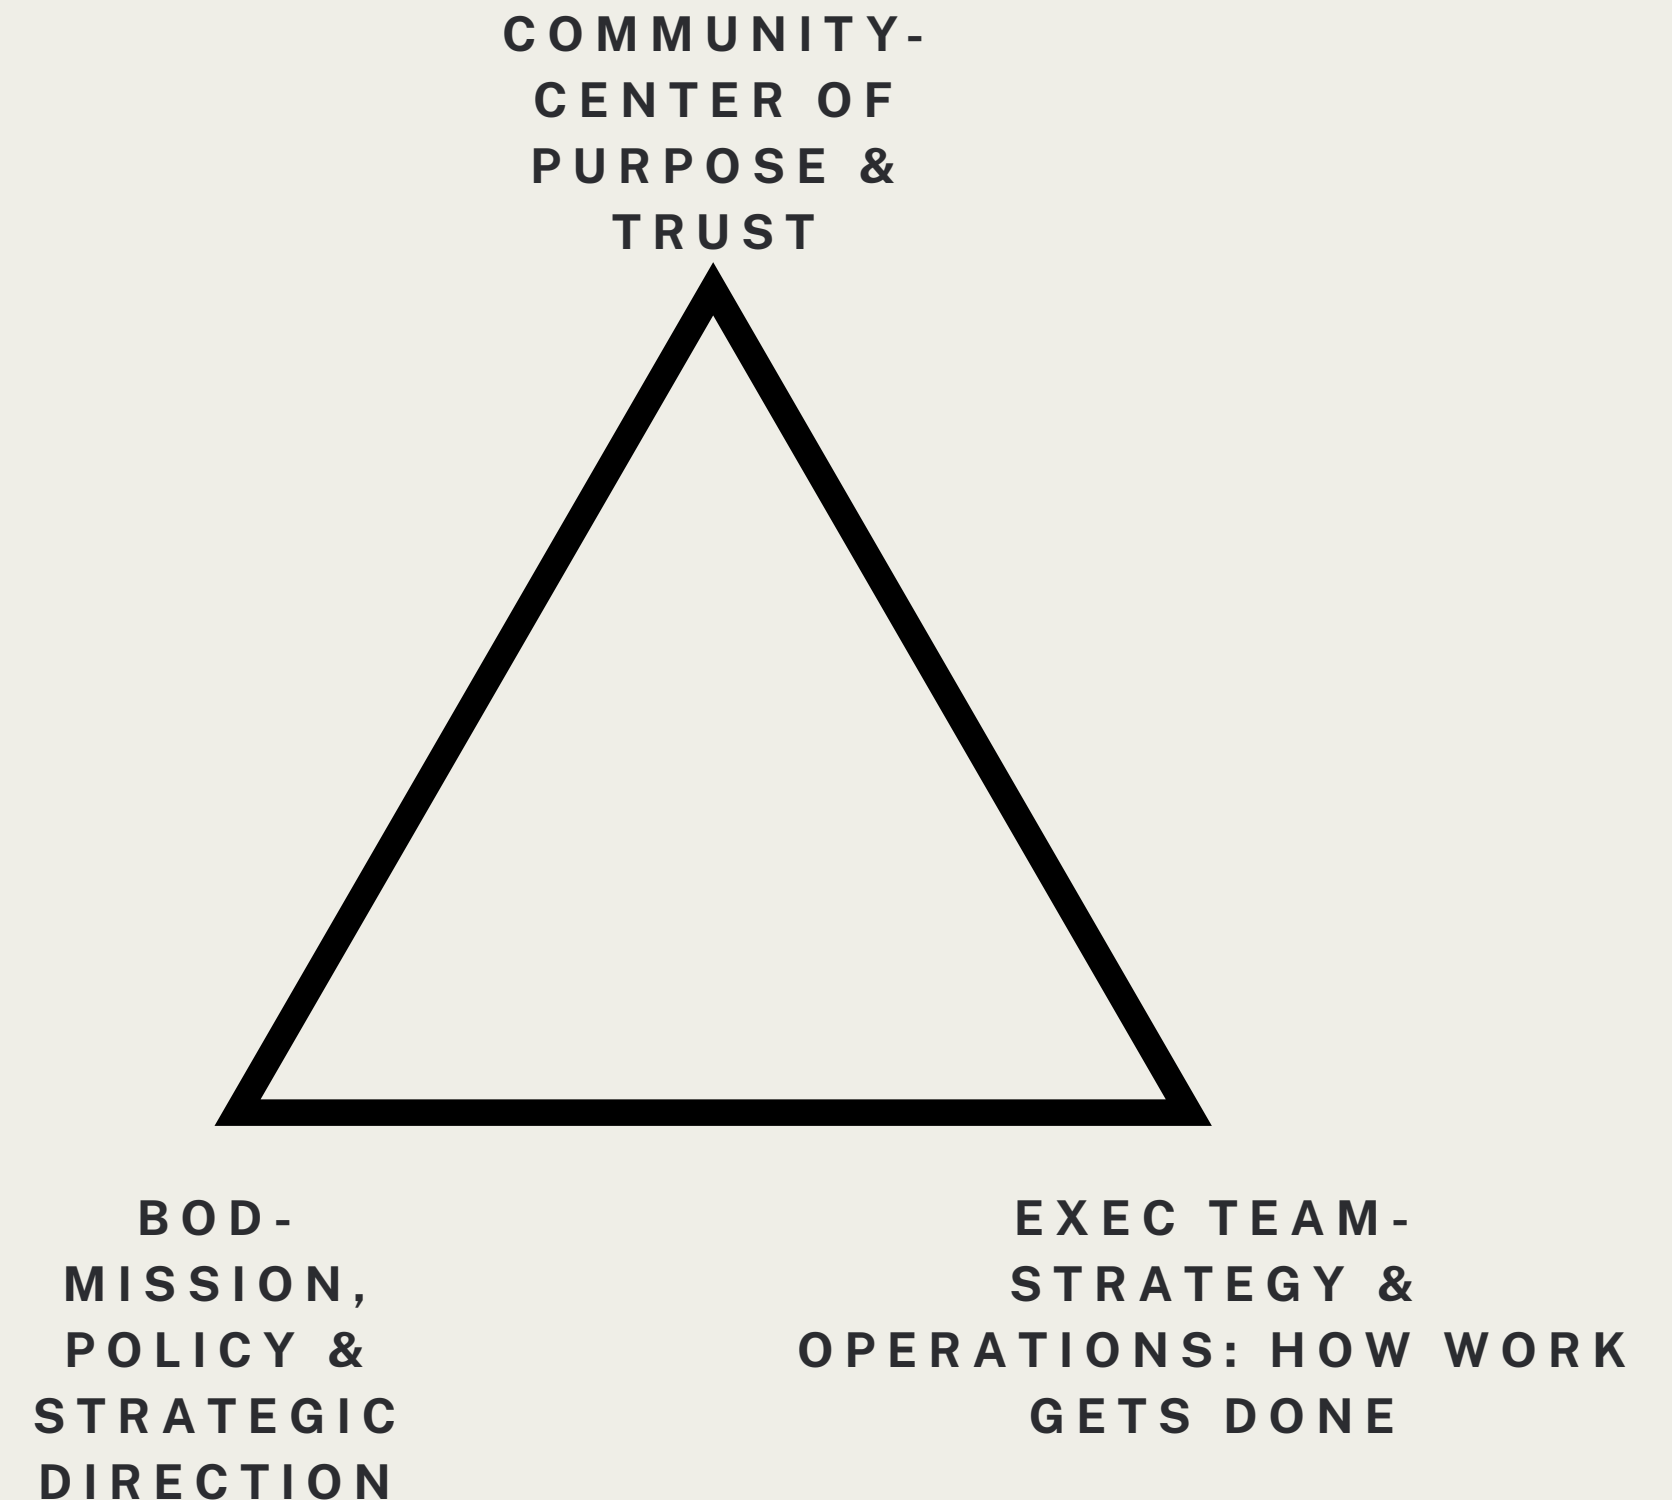 COMMUNITY-
CENTER OF
PURPOSE &
TRUST
BOD-
MISSION,
POLICY &
STRATEGIC
DIRECTION
EXEC TEAM-
STRATEGY &
OPERATIONS: HOW WORK
GETS DONE